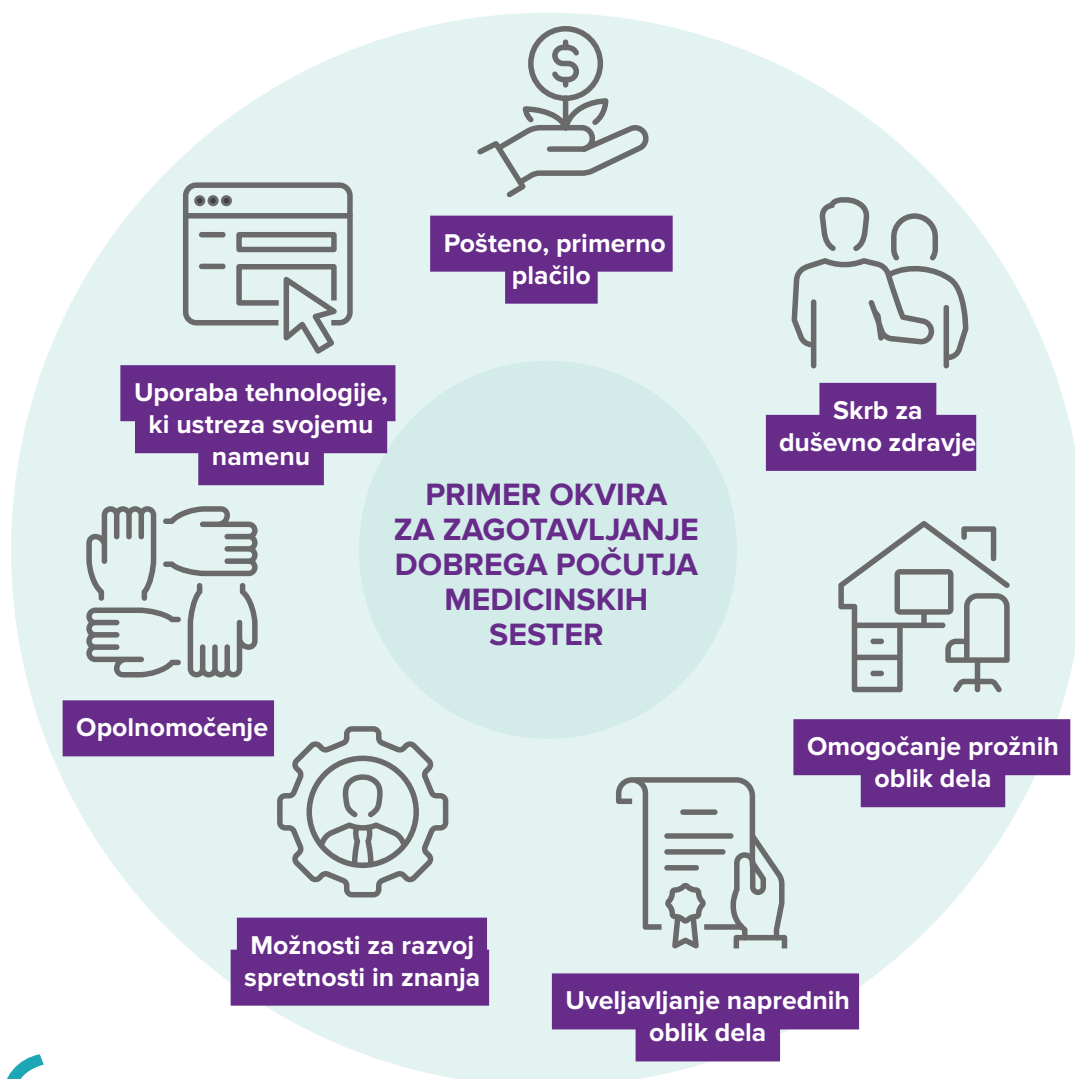 Pošteno, primerno
plačilo
Uporaba tehnologije,
ki ustreza svojemu
namenu
Skrb za
duševno zdravje
PRIMER OKVIRA
ZA ZAGOTAVLJANJE
DOBREGA POČUTJA
MEDICINSKIH
SESTER
Opolnomočenje
Omogočanje prožnih
oblik dela
Možnosti za razvoj
spretnosti in znanja
Uveljavljanje naprednih
oblik dela